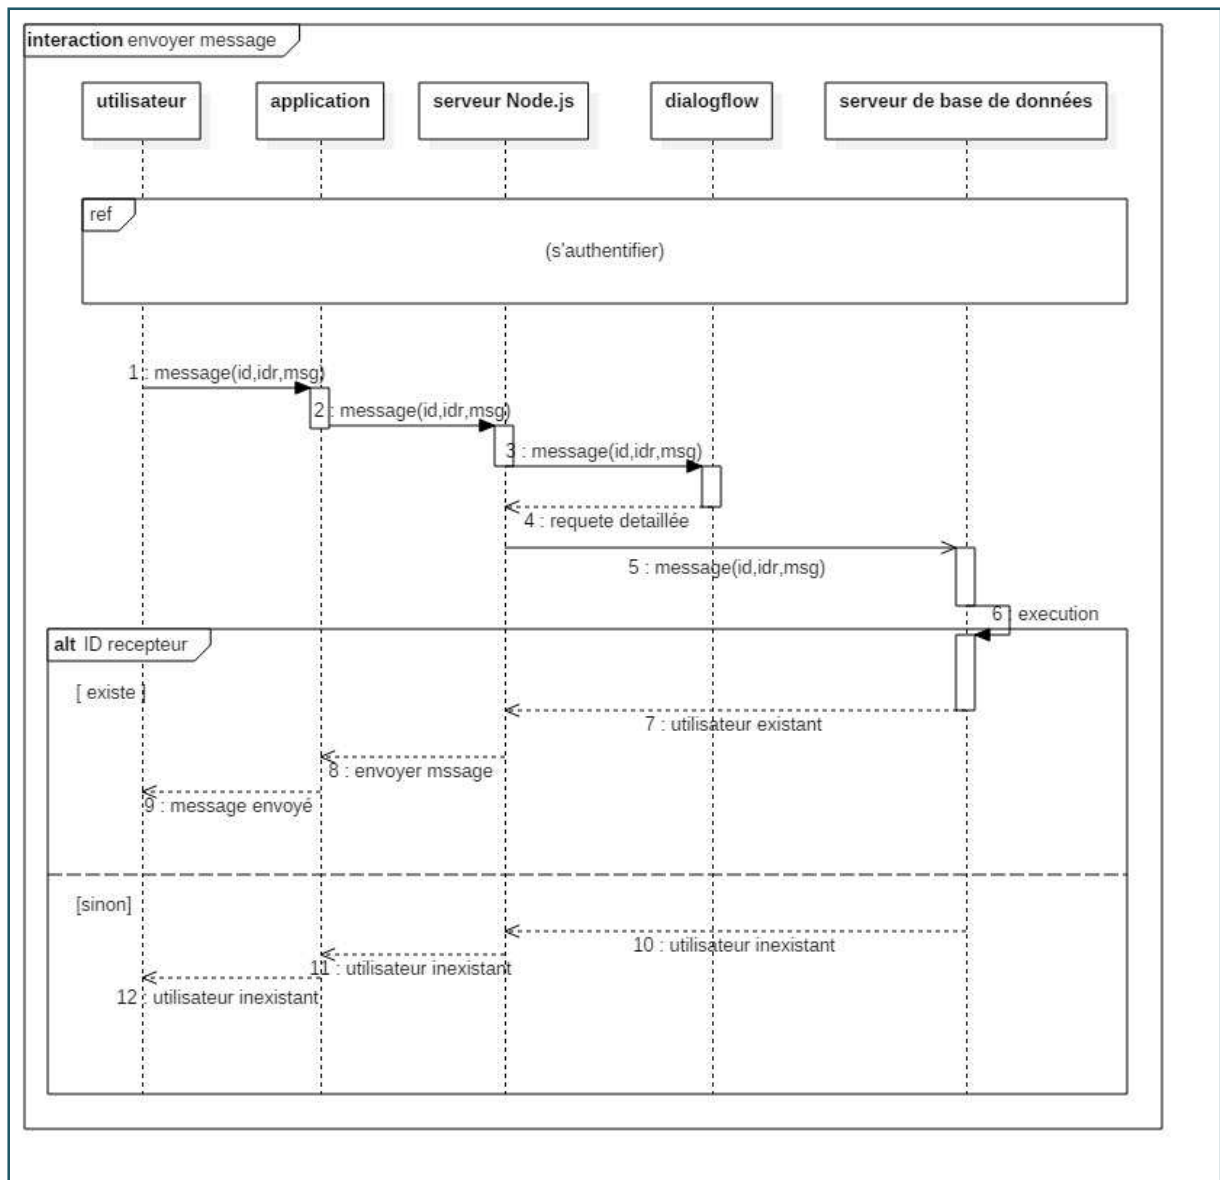 interaction envoyer message
utilisateur
application
serveur Node.js
dialogflow
serveur de base de données
ref
(s'authentifier)
1 : message(id,idr,msg)
2 : message(id,idr,msg)
3 : message(id,idr,msg)
4 : requete detaillée
5 : message(id,idr,msg)
6 : execution
alt ID recepteur
[ existe ]
7 : utilisateur existant
8 : envoyer mssage
9 : message envoyé
[sinon]
10 : utilisateur inexistant
11 : utilisateur inexistant
12 : utilisateur inexistant